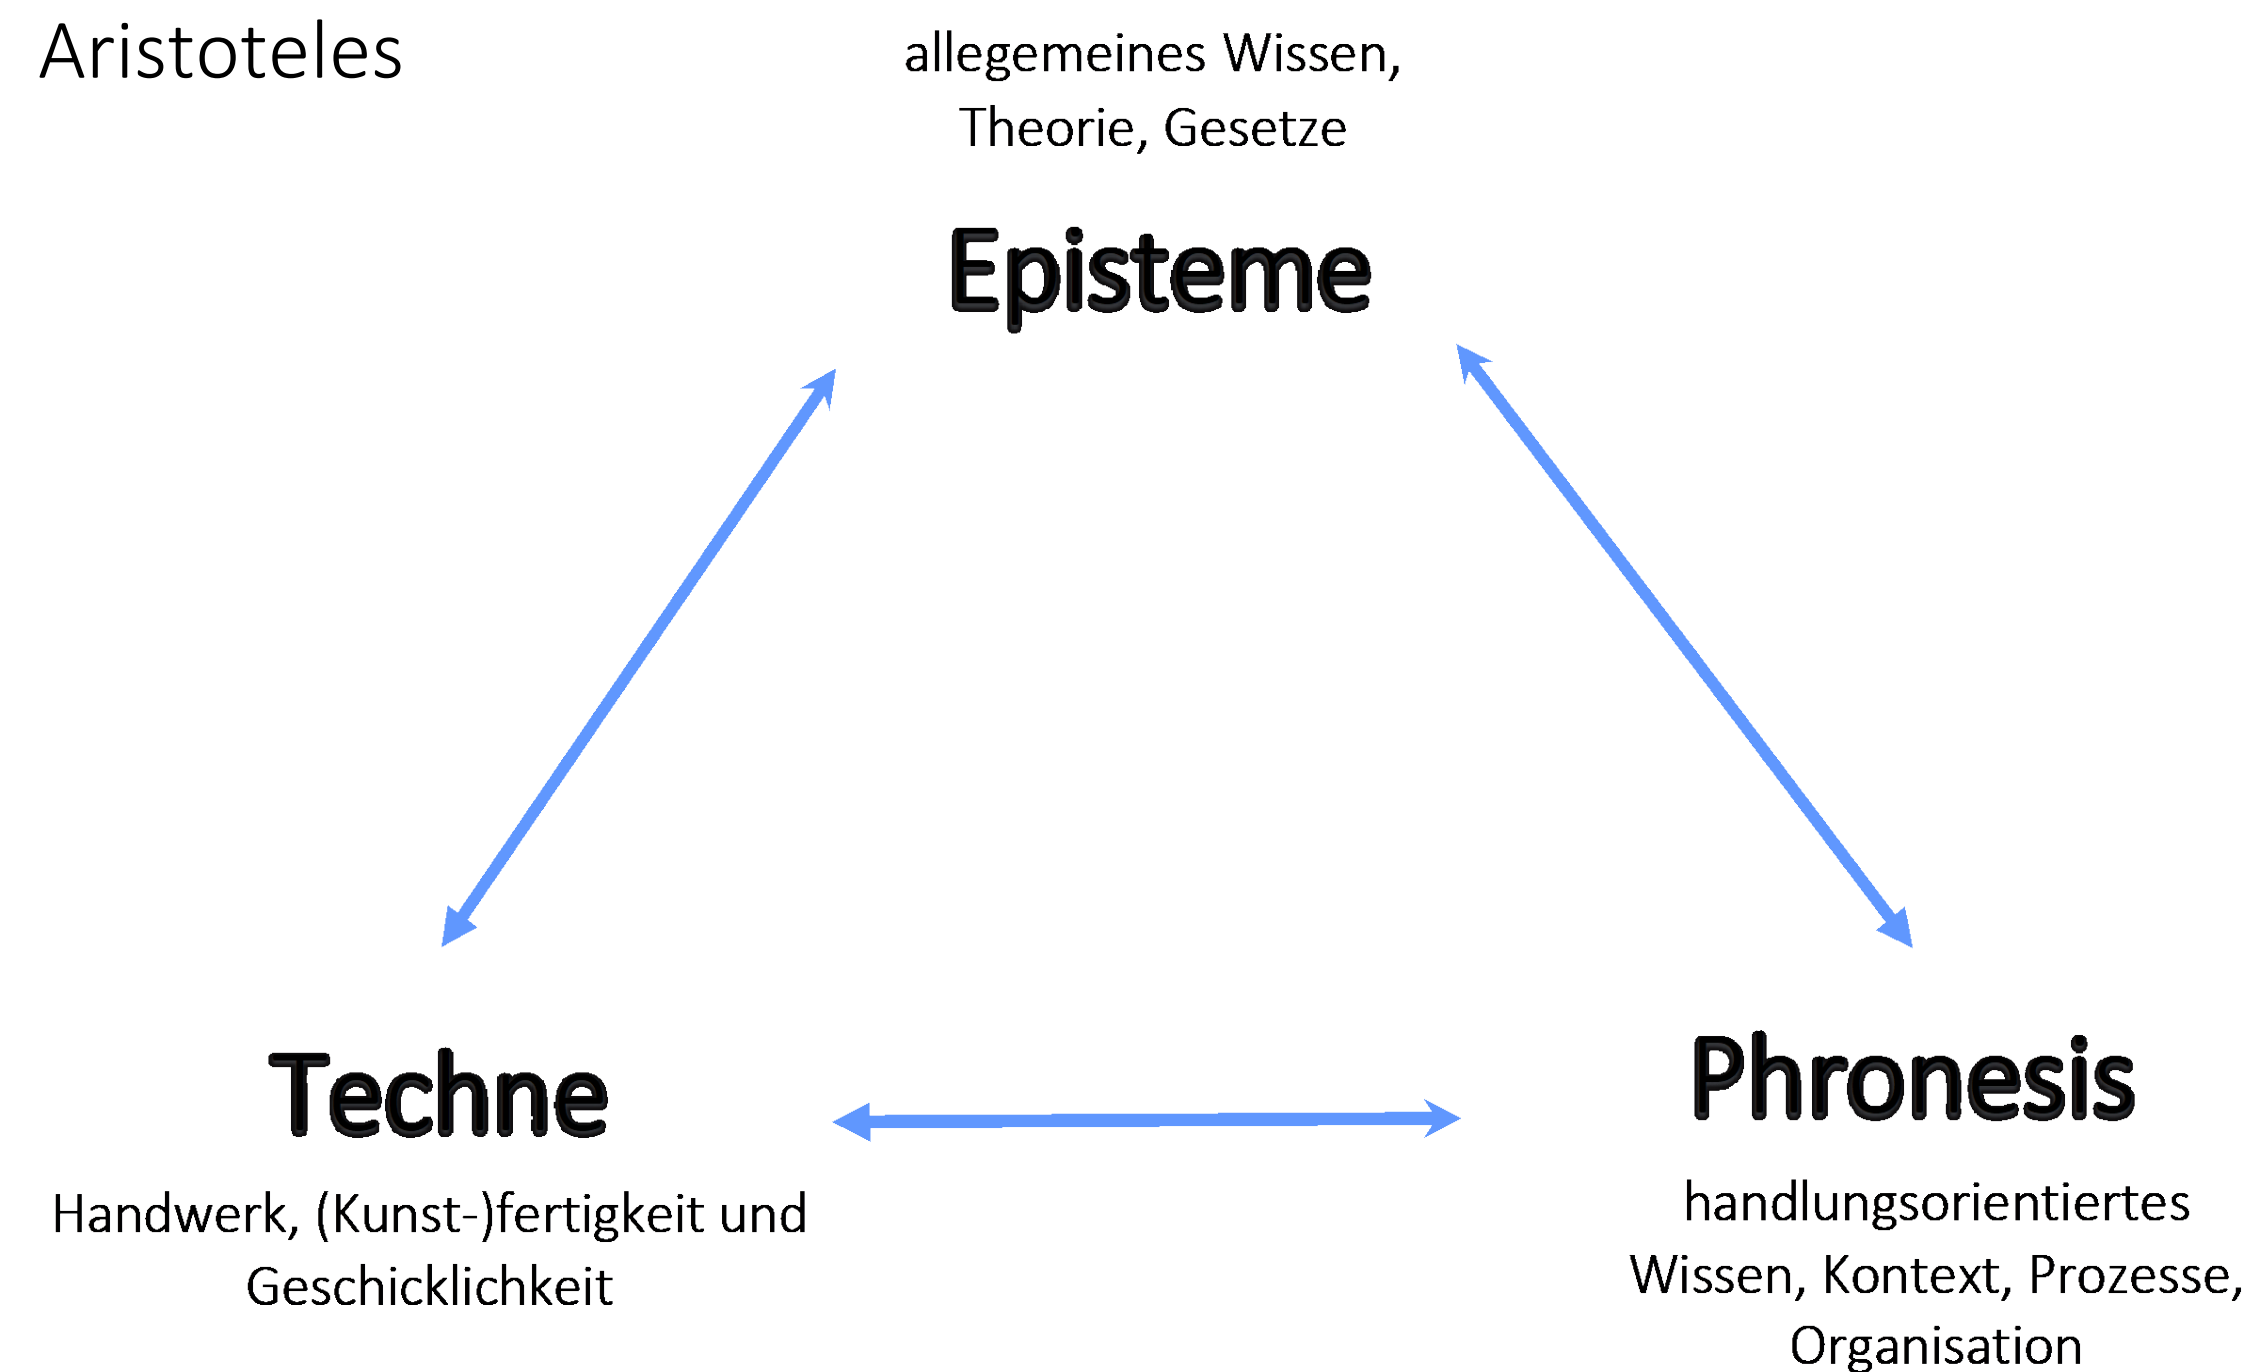 Aristoteles
allegemeines Wissen,
Theorie, Gesetze
Episteme
Techne
Handwerk, (Kunst-)fertigkeit und
Geschicklichkeit
Phronesis
handlungsorientiertes
Wissen, Kontext, Prozesse,
Organisation